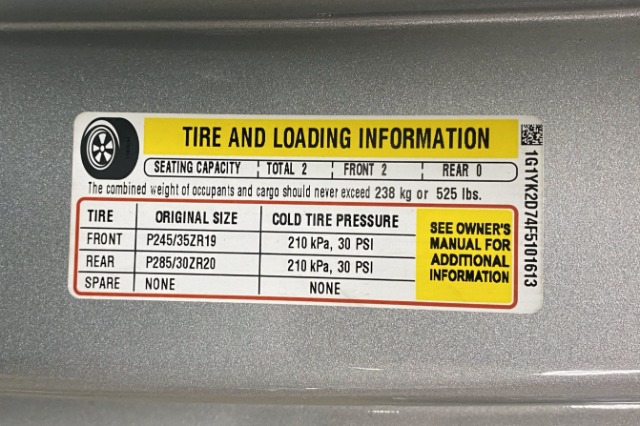 TIRE AND LOADING INFORMATION
SEATING CAPACITY TOTAL 2 FRONT 2 REAR 0
The combined weight of occupants and cargo should never exceed 238 kg or 525 lbs.
TIRE ORIGINAL SIZE COLD TIRE PRESSURE
FRONT P245/35ZR19 210 kPa, 30 PSI
REAR P285/30ZR20 210 kPa, 30 PSI
SPARE NONE NONE
SEE OWNER'S
MANUAL FOR
ADDITIONAL
INFORMATION
1G1YK2D74F5101613